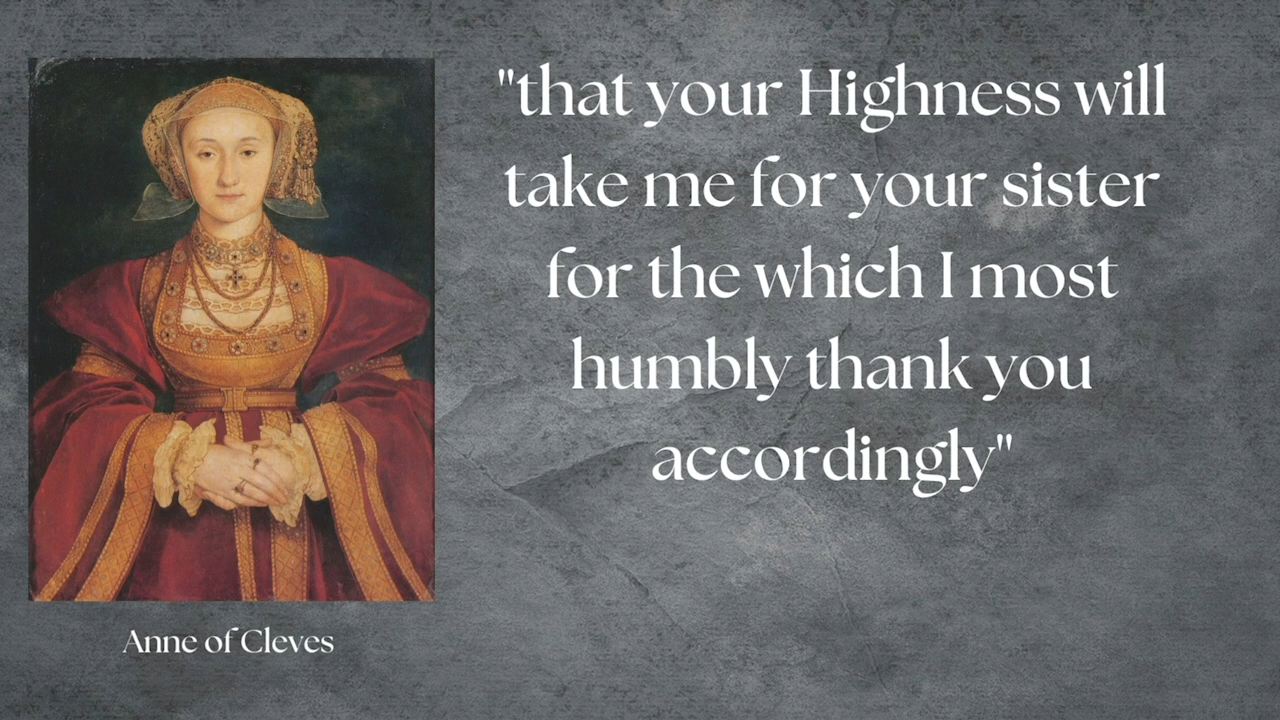 "that your Highness will
take me for your sister
for the which I most
humbly thank you
accordingly"
Anne of Cleves